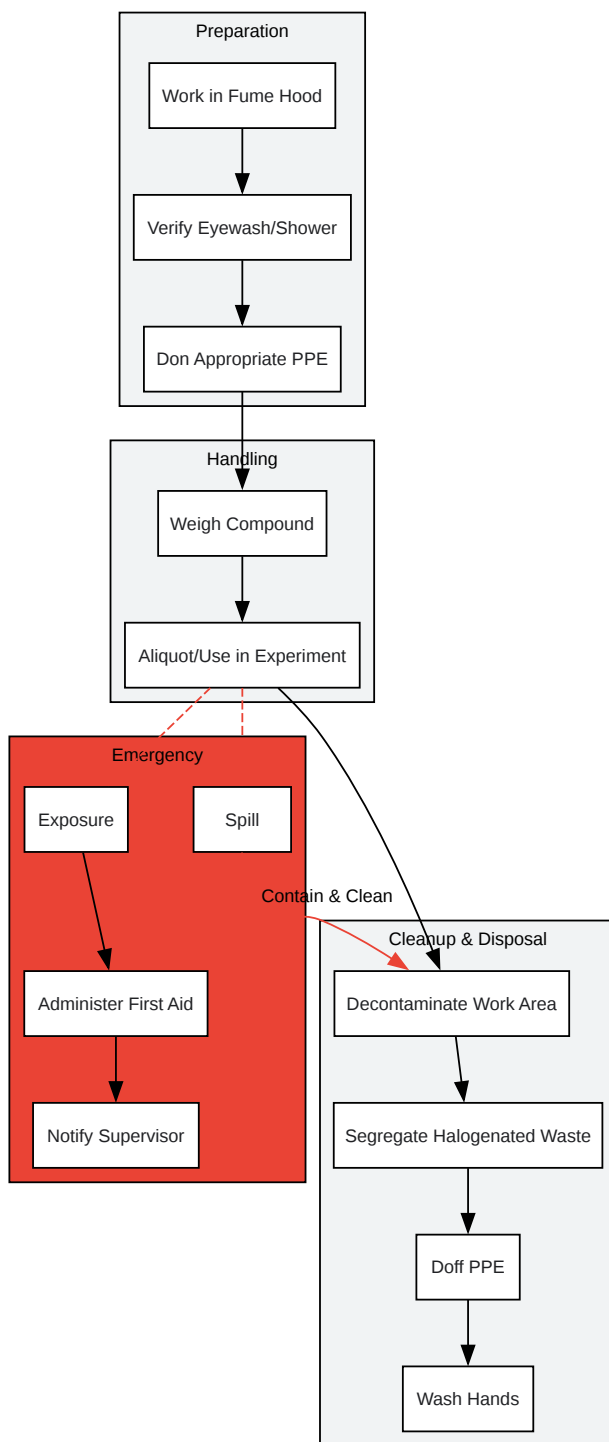 Preparation
Work in Fume Hood
Verify Eyewash/Shower
Don Appropriate PPE
Handling
Weigh Compound
Aliquot/Use in Experiment
Emergency
Exposure
Spill
Contain & Clean
Cleanup & Disposal
Administer First Aid
Decontaminate Work Area
Notify Supervisor
Segregate Halogenated Waste
Doff PPE
Wash Hands